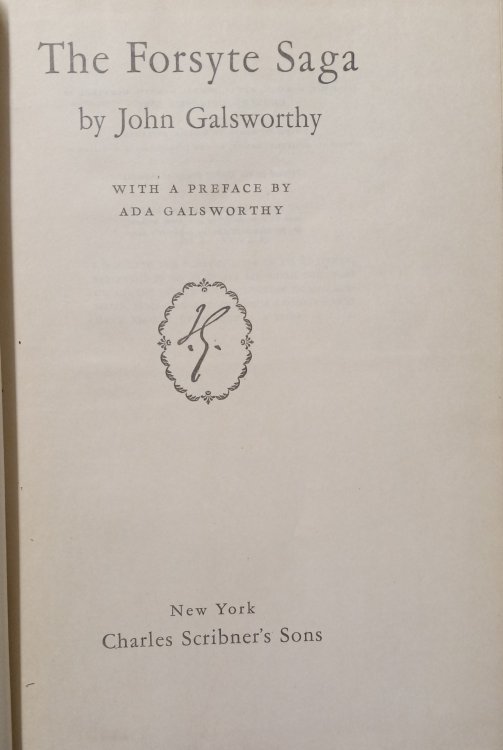 The Forsyte Saga
by John Galsworthy
WITH A PREFACE BY
ADA GALSWORTHY
J.G.
New York
Charles Scribner's Sons